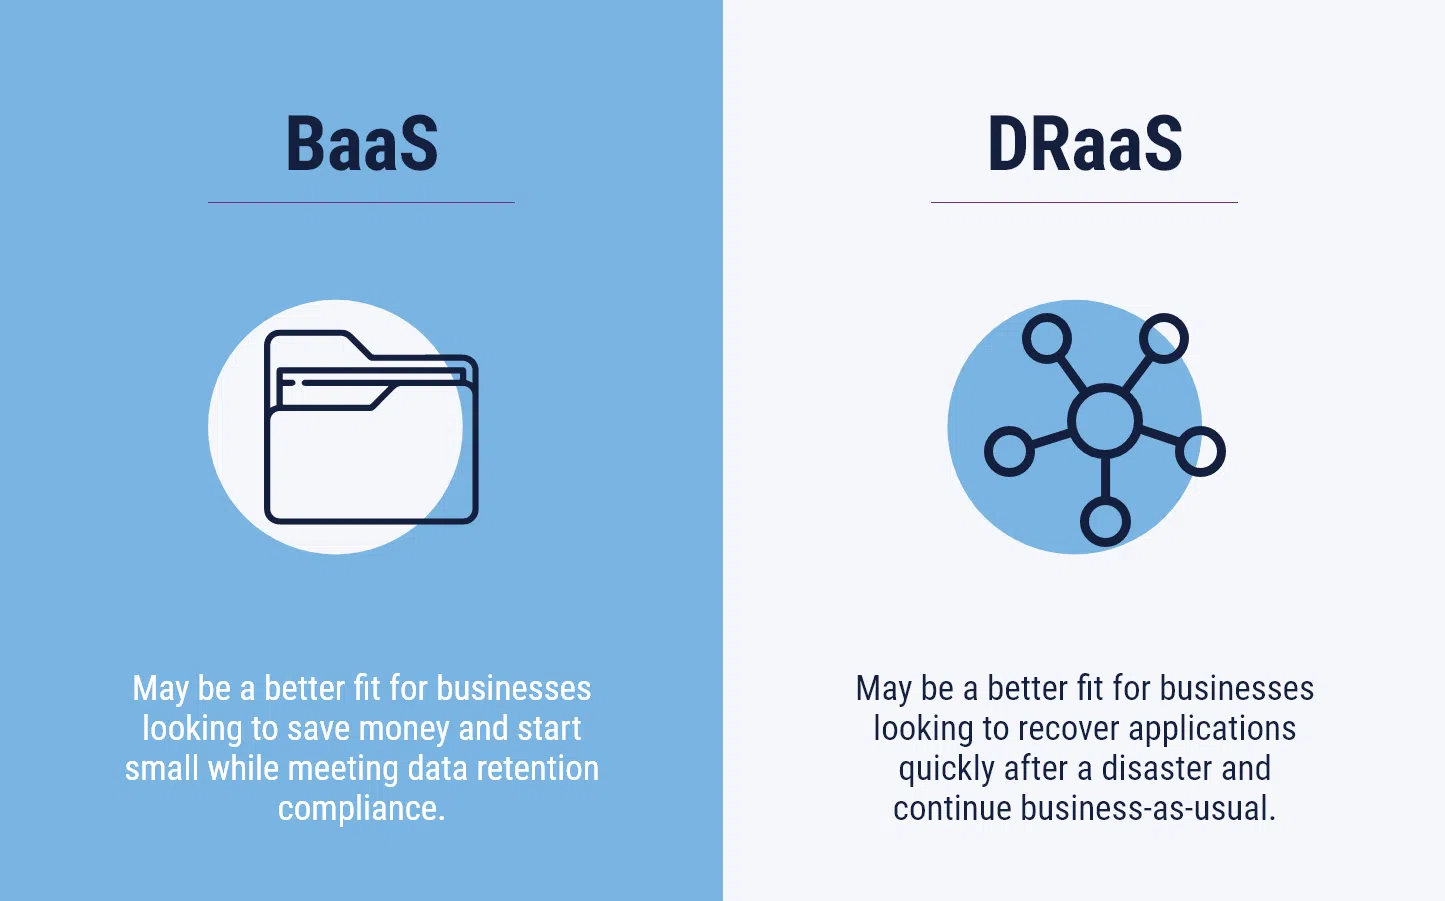 BaaS
May be a better fit for businesses
looking to save money and start
small while meeting data retention
compliance.
DRaaS
May be a better fit for businesses
looking to recover applications
quickly after a disaster and
continue business-as-usual.